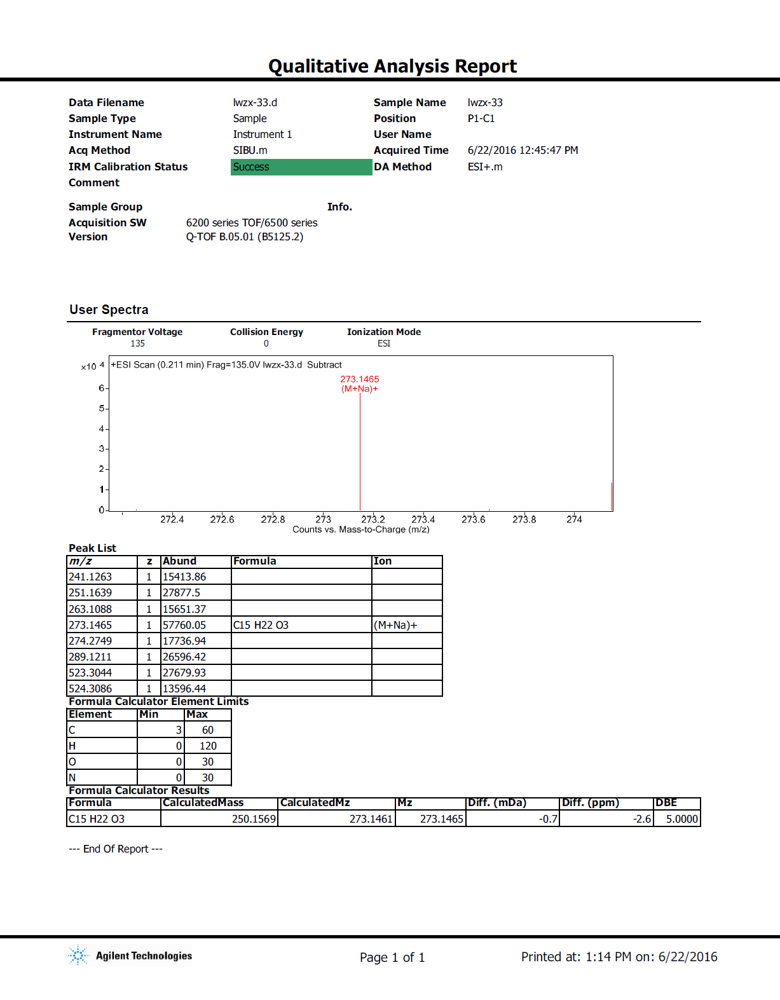 Qualitative Analysis Report
Data Filename lwzx-33.d Sample Name lwzx-33
Sample Type Sample Position P1-C1
Instrument Name Instrument 1 User Name
Acq Method SIBU.m Acquired Time 6/22/2016 12:45:47 PM
IRM Calibration Status Success DA Method ESI+.m
Comment
Sample Group Info.
Acquisition SW 6200 series TOF/6500 series
Version Q-TOF B.05.01 (B5125.2)
User Spectra
Fragmentor Voltage Collision Energy Ionization Mode
135 0 ESI
x10 4 +ESI Scan (0.211 min) Frag=135.0V lwzx-33.d Subtract
273.1465
(M+Na)+
6
5
4
3
2
1
0
272.4 272.6 272.8 273 273.2 273.4 273.6 273.8 274
Counts vs. Mass-to-Charge (m/z)
Peak List
m/z z Abund Formula Ion
241.1263 1 15413.86
251.1639 1 27877.5
263.1088 1 15651.37
273.1465 1 57760.05 C15 H22 O3 (M+Na)+
274.2749 1 17736.94
289.1211 1 26596.42
523.3044 1 27679.93
524.3086 1 13596.44
Formula Calculator Element Limits
Element Min Max
C 3 60
H 0 120
O 0 30
N 0 30
Formula Calculator Results
Formula CalculatedMass CalculatedMz Mz Diff. (mDa) Diff. (ppm) DBE
C15 H22 O3 250.1569 273.1461 273.1465 -0.7 -2.6 5.0000
--- End Of Report ---
Agilent Technologies Page 1 of 1 Printed at: 1:14 PM on: 6/22/2016